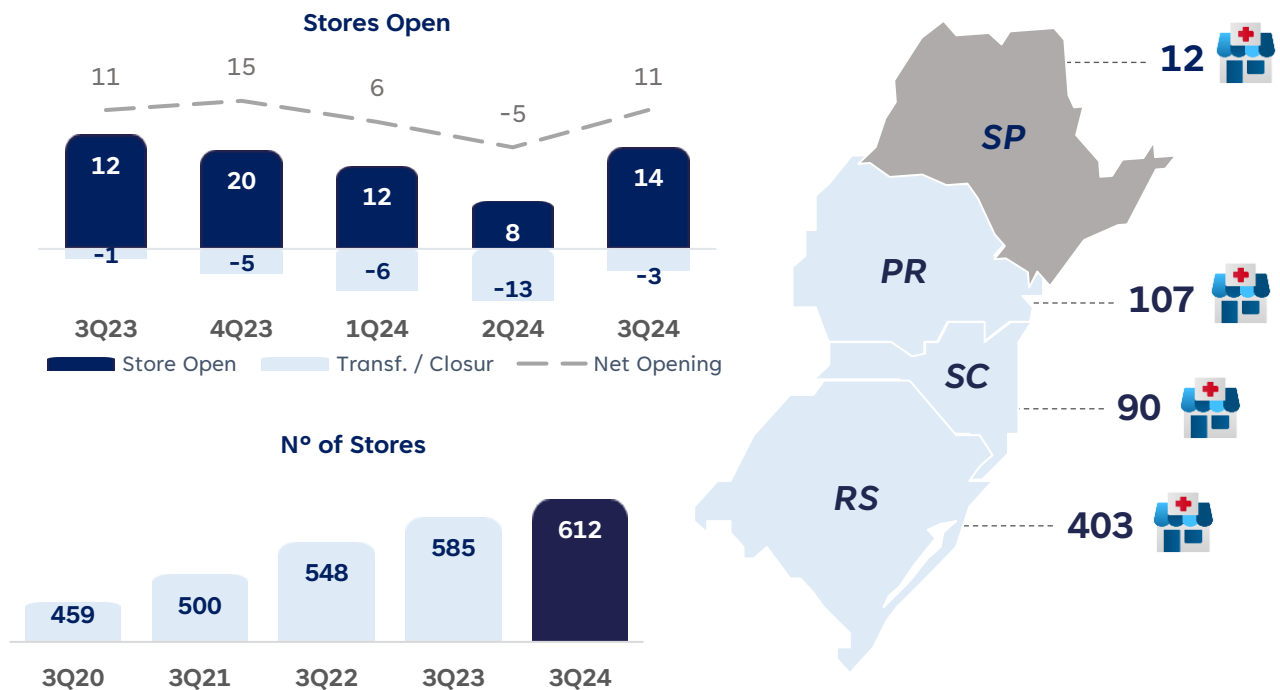 Stores Open
11 15 6 -5 11
12 20 12 8 14
-1 -5 -6 -13 -3
3Q23 4Q23 1Q24 2Q24 3Q24
Store Open Transf. / Closur Net Opening
N° of Stores
459 500 548 585 612
3Q20 3Q21 3Q22 3Q23 3Q24
SP 12
PR 107
SC 90
RS 403